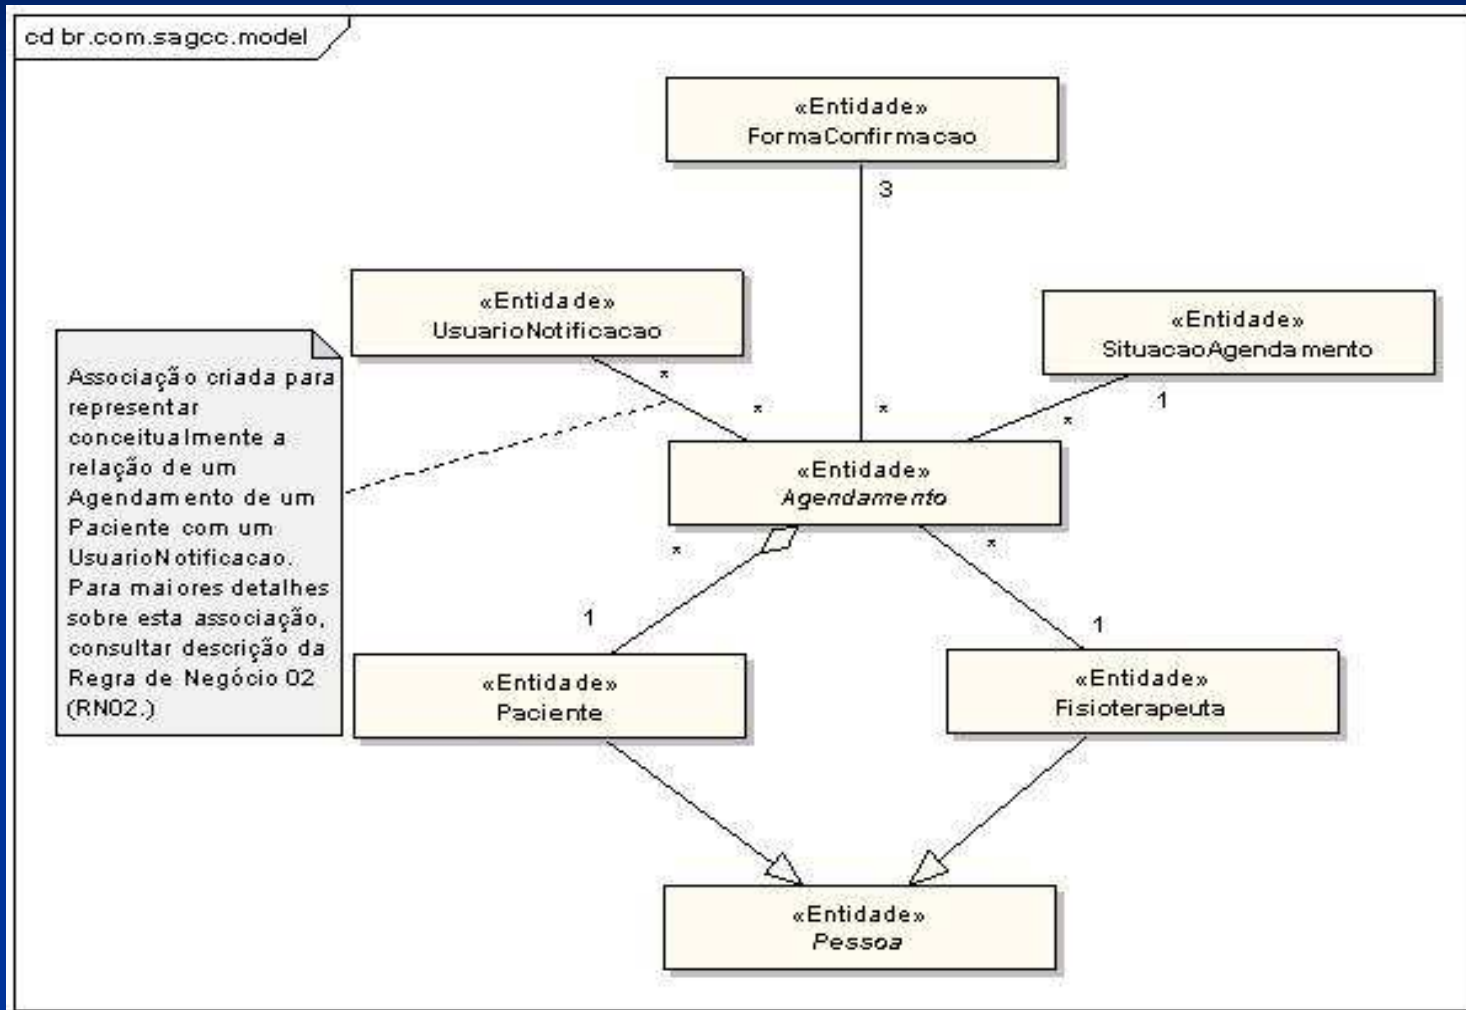 cd br.com.sagcc.model
«Entidade»
FormaConfirmacao
3
«Entidade»
UsuarioNotificacao
«Entidade»
SituacaoAgendamento
Associação criada para
representar
conceitualmente a
relação de um
Agendamento de um
Paciente com um
UsuarioNotificacao.
Para maiores detalhes
sobre esta associação,
consultar descrição da
Regra de Negócio 02
(RN02.)
*
*
*
1
*
«Entidade»
Agendamento
*
*
1
1
«Entidade»
Paciente
«Entidade»
Fisioterapeuta
«Entidade»
Pessoa